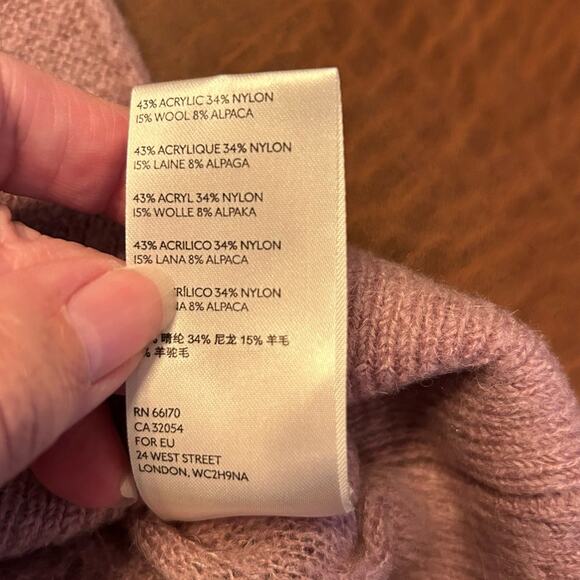 43% ACRYLIC 34% NYLON
15% WOOL 8% ALPACA
43% ACRYLIQUE 34% NYLON
15% LAINE 8% ALPAGA
43% ACRYL 34% NYLON
15% WOLLE 8% ALPAKA
43% ACRILICO 34% NYLON
15% LANA 8% ALPACA
34% NYLON
8% ALPACA
晴纶 34% 尼龙 15% 羊毛
% 羊驼毛
RN 66170
CA 32054
FOR EU
24 WEST STREET
LONDON, WC2H9NA